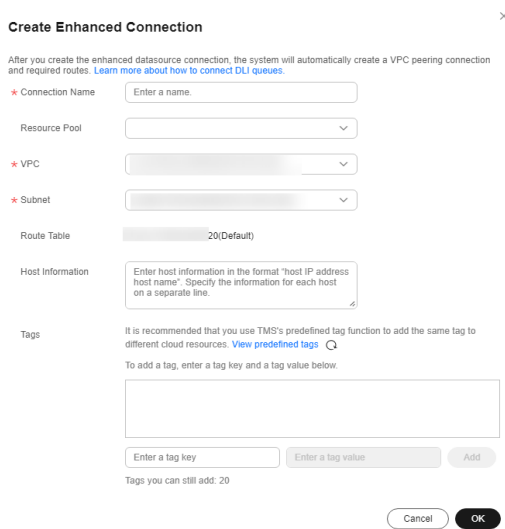 Create Enhanced Connection
After you create the enhanced datasource connection, the system will automatically create a VPC peering connection
and required routes. Learn more about how to connect DLI queues.
* Connection Name
Enter a name.
Resource Pool
* VPC
* Subnet
Route Table
20(Default)
Host Information
Enter host information in the format "host IP address
host name". Specify the information for each host
on a separate line.
Tags
It is recommended that you use TMS's predefined tag function to add the same tag to
different cloud resources. View predefined tags
To add a tag, enter a tag key and a tag value below.
Enter a tag key
Enter a tag value
Add
Tags you can still add: 20
Cancel
OK